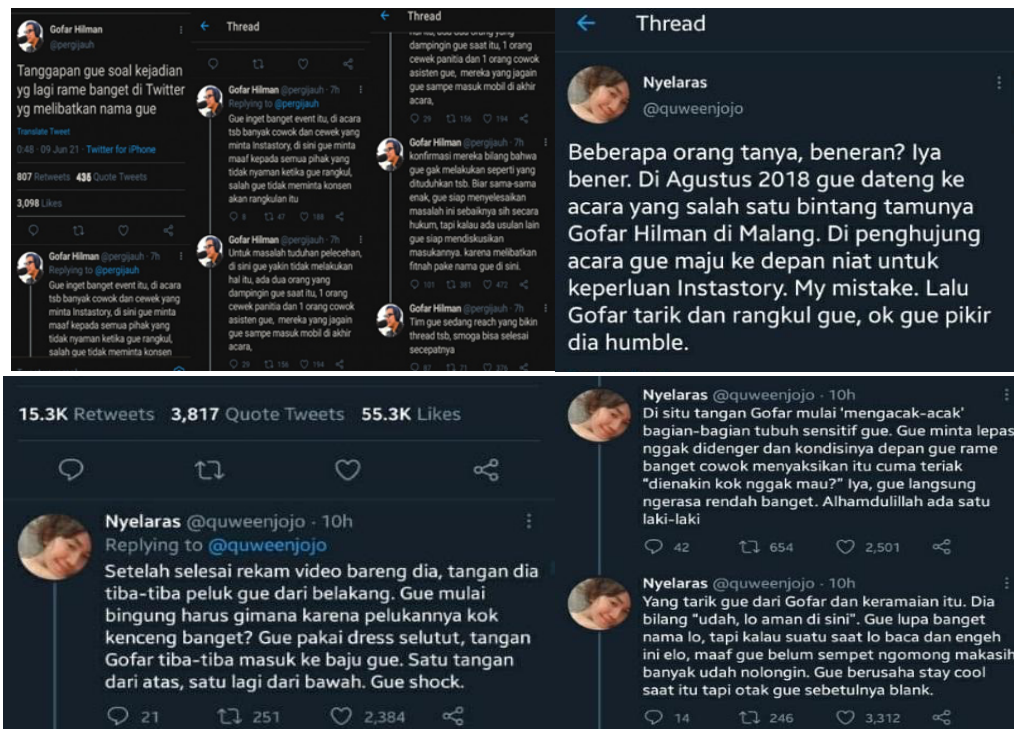 Gofar Hilman
@pergijauh
Tanggapan gue soal kejadian
yg lagi rame banget di Twitter
yg melibatkan nama gue
Translate Tweet
0:48 · 09 Jun 21 · Twitter for iPhone
807 Retweets 436 Quote Tweets
3,098 Likes
Gofar Hilman @pergijauh · 7h
Replying to @pergijauh
Gue inget banget event itu, di acara
tsb banyak cowok dan cewek yang
minta Instastory, di sini gue minta
maaf kepada semua pihak yang
tidak nyaman ketika gue rangkul,
salah gue tidak meminta konsen
Thread
Gofar Hilman @pergijauh · 7h
Replying to @pergijauh
Gue inget banget event itu, di acara
tsb banyak cowok dan cewek yang
minta Instastory, di sini gue minta
maaf kepada semua pihak yang
tidak nyaman ketika gue rangkul,
salah gue tidak meminta konsen
akan rangkulan itu
8 47 188
Gofar Hilman @pergijauh · 7h
Untuk masalah tuduhan pelecehan,
di sini gue yakin tidak melakukan
hal itu, ada dua orang yang
dampingin gue saat itu, 1 orang
cewek panitia dan 1 orang cowok
asisten gue, mereka yang jagain
gue sampe masuk mobil di akhir
acara,
29 156 194
Thread
dampingin gue saat itu, 1 orang
cewek panitia dan 1 orang cowok
asisten gue, mereka yang jagain
gue sampe masuk mobil di akhir
acara,
29 156 194
Gofar Hilman @pergijauh · 7h
konfirmasi mereka bilang bahwa
gue gak melakukan seperti yang
dituduhkan tsb. Biar sama-sama
enak, gue siap menyelesaikan
masalah ini sebaiknya sih secara
hukum, tapi kalau ada usulan lain
gue siap mendiskusikan
masukannya. karena melibatkan
fitnah pake nama gue di sini.
101 381 472
Gofar Hilman @pergijauh · 7h
Tim gue sedang reach yang bikin
thread tsb, smoga bisa selesai
secepatnya
Thread
Nyelaras
@quweenjojo
Beberapa orang tanya, beneran? Iya
bener. Di Agustus 2018 gue dateng ke
acara yang salah satu bintang tamunya
Gofar Hilman di Malang. Di penghujung
acara gue maju ke depan niat untuk
keperluan Instastory. My mistake. Lalu
Gofar tarik dan rangkul gue, ok gue pikir
dia humble.
15.3K Retweets 3,817 Quote Tweets 55.3K Likes
Nyelaras @quweenjojo · 10h
Replying to @quweenjojo
Setelah selesai rekam video bareng dia, tangan dia
tiba-tiba peluk gue dari belakang. Gue mulai
bingung harus gimana karena pelukannya kok
kenceng banget? Gue pakai dress selutut, tangan
Gofar tiba-tiba masuk ke baju gue. Satu tangan
dari atas, satu lagi dari bawah. Gue shock.
21 251 2,384
Nyelaras @quweenjojo · 10h
Di situ tangan Gofar mulai 'mengacak-acak'
bagian-bagian tubuh sensitif gue. Gue minta lepas
nggak didenger dan kondisinya depan gue rame
banget cowok menyaksikan itu cuma teriak
"dienakin kok nggak mau?" Iya, gue langsung
ngerasa rendah banget. Alhamdulillah ada satu
laki-laki
42 654 2,501
Nyelaras @quweenjojo · 10h
Yang tarik gue dari Gofar dan keramaian itu. Dia
bilang "udah, lo aman di sini". Gue lupa banget
nama lo, tapi kalau suatu saat lo baca dan engeh
ini elo, maaf gue belum sempet ngomong makasih
banyak udah nolongin. Gue berusaha stay cool
saat itu tapi otak gue sebetulnya blank.
14 246 3,312